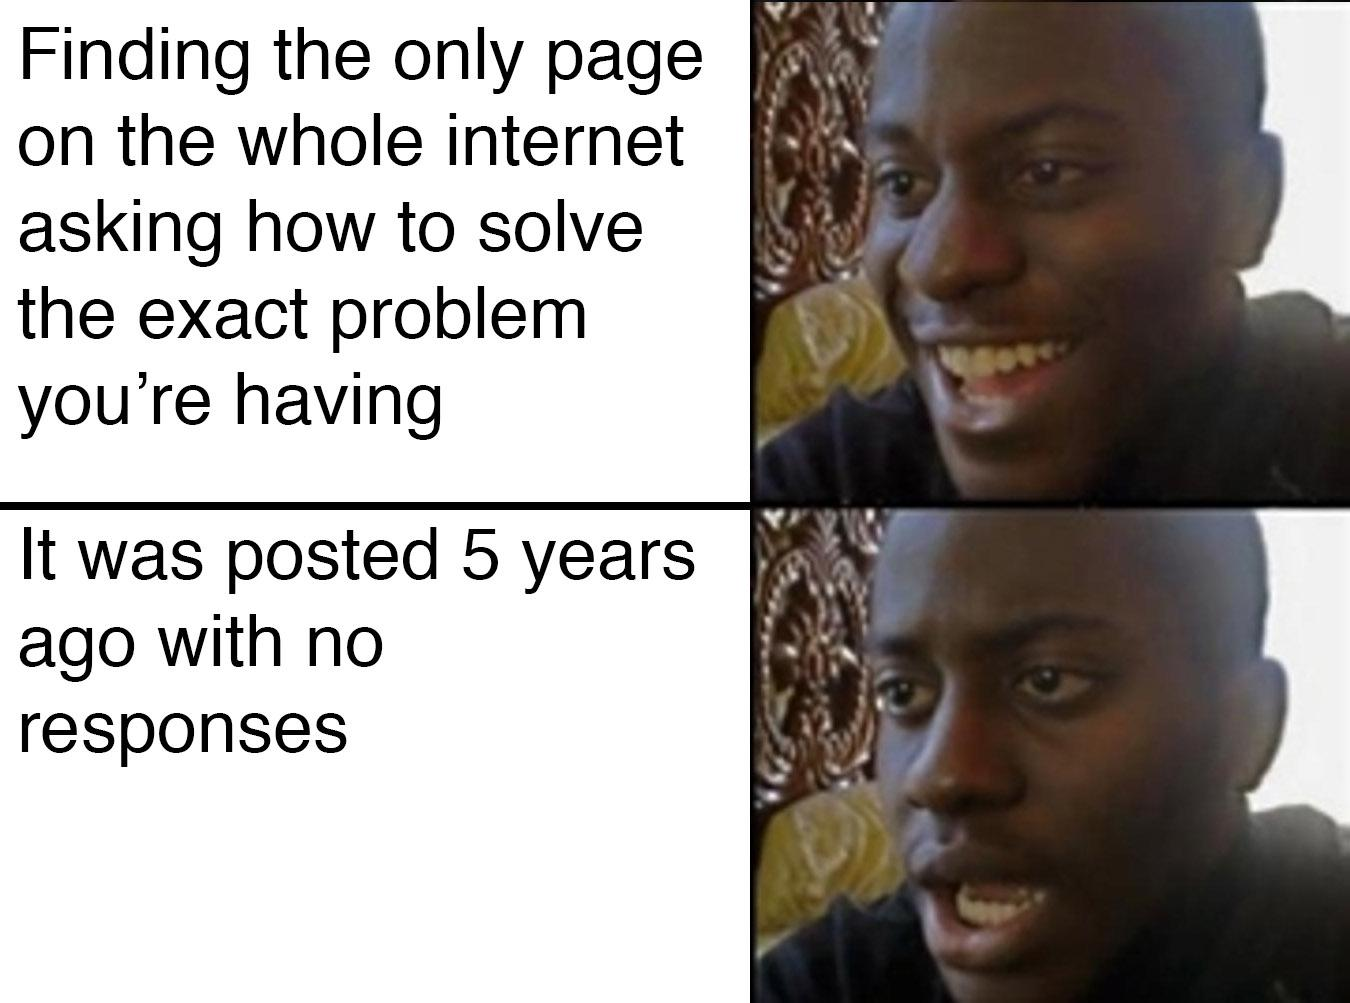 Finding the only page
on the whole internet
asking how to solve
the exact problem
you’re having
It was posted 5 years
ago with no
responses